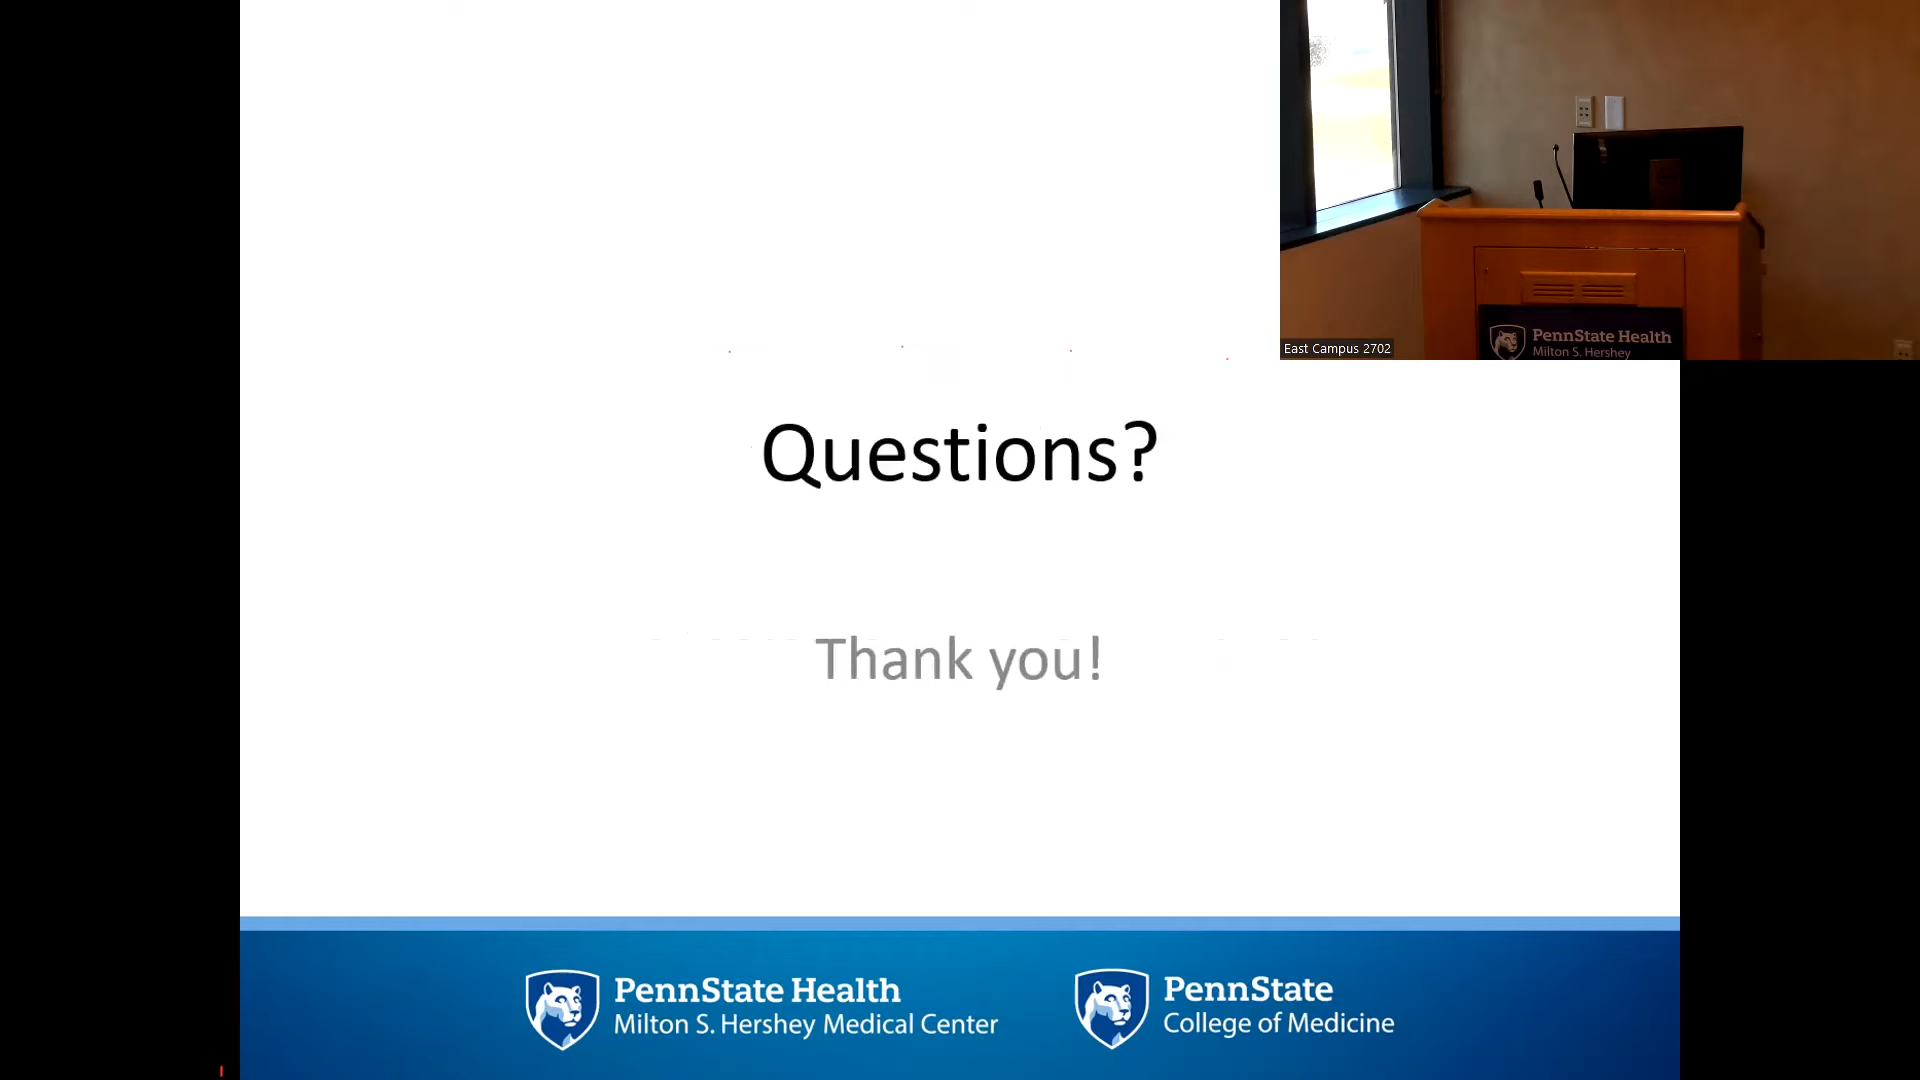 East Campus 2702
PennState Health
Milton S. Hershey
Questions?
Thank you!
PennState Health
Milton S. Hershey Medical Center
PennState
College of Medicine